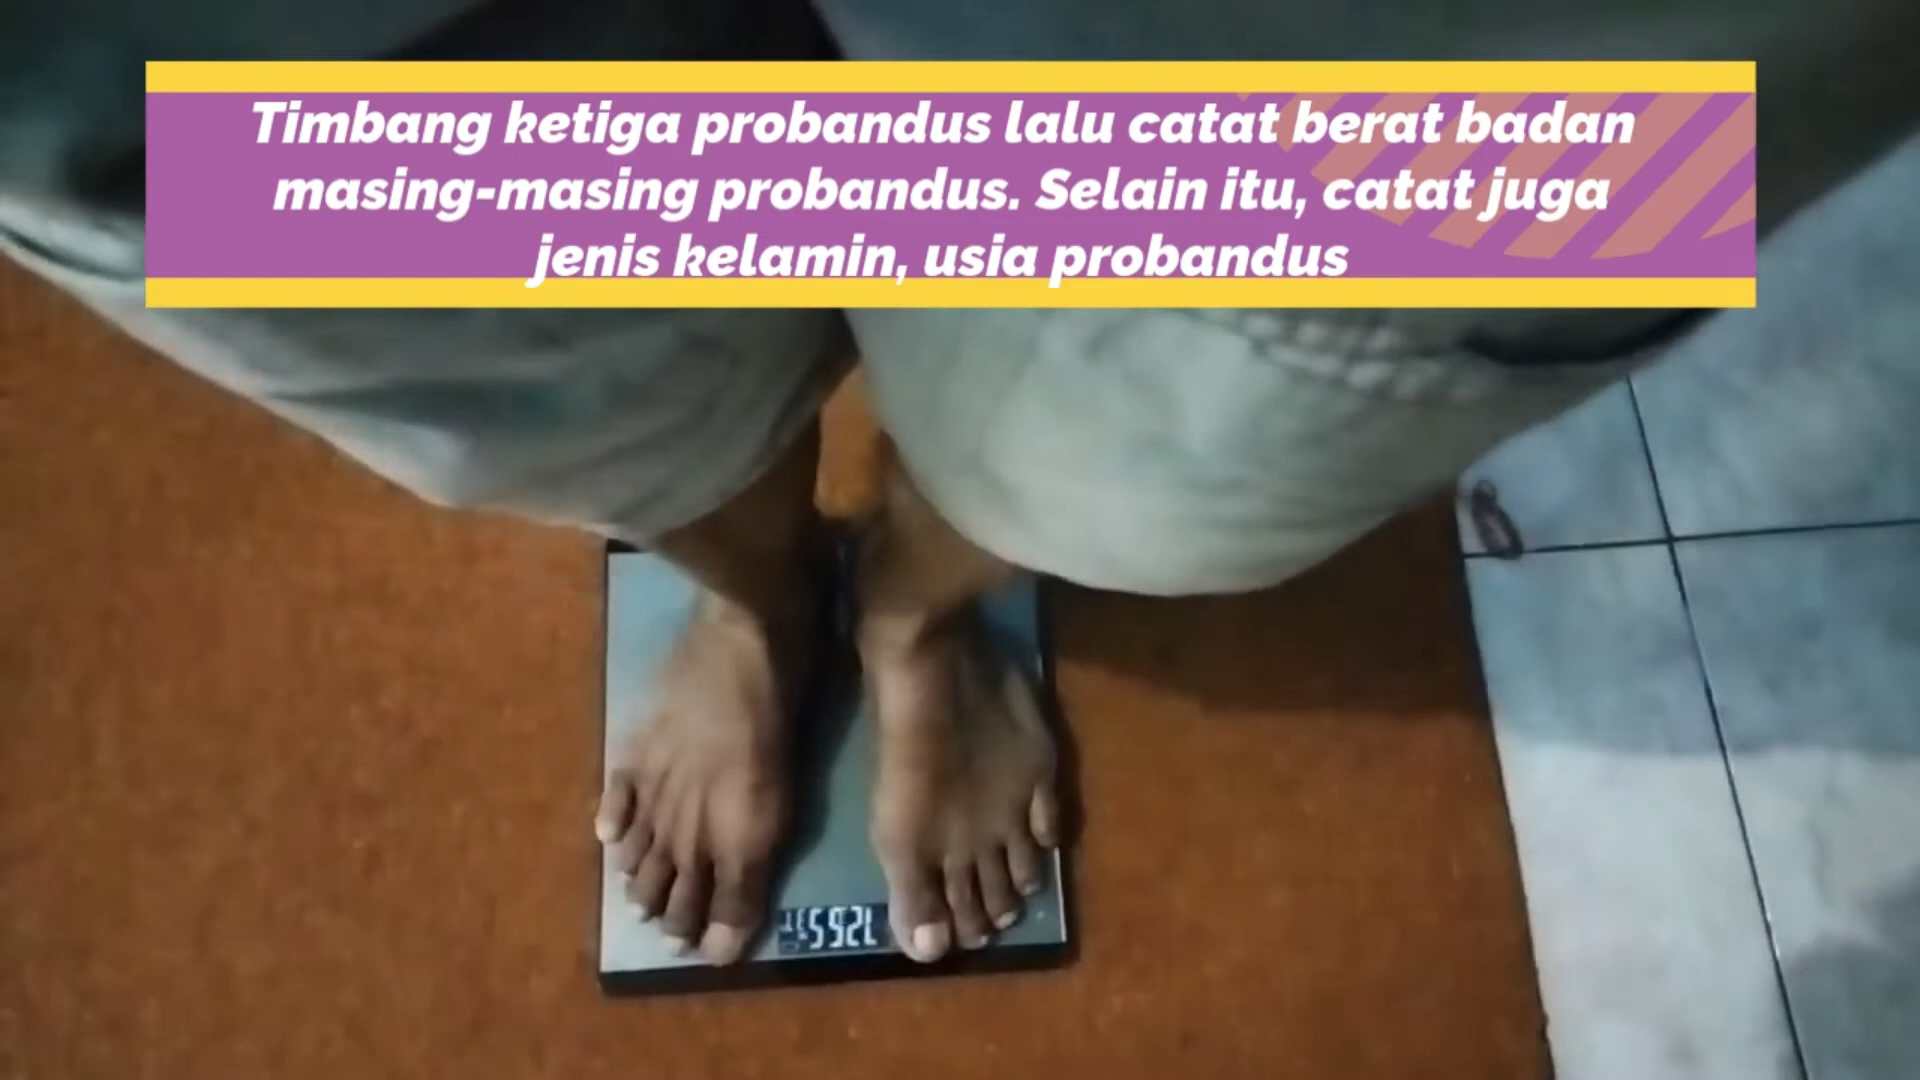 Timbang ketiga probandus lalu catat berat badan
masing-masing probandus. Selain itu, catat juga
jenis kelamin, usia probandus